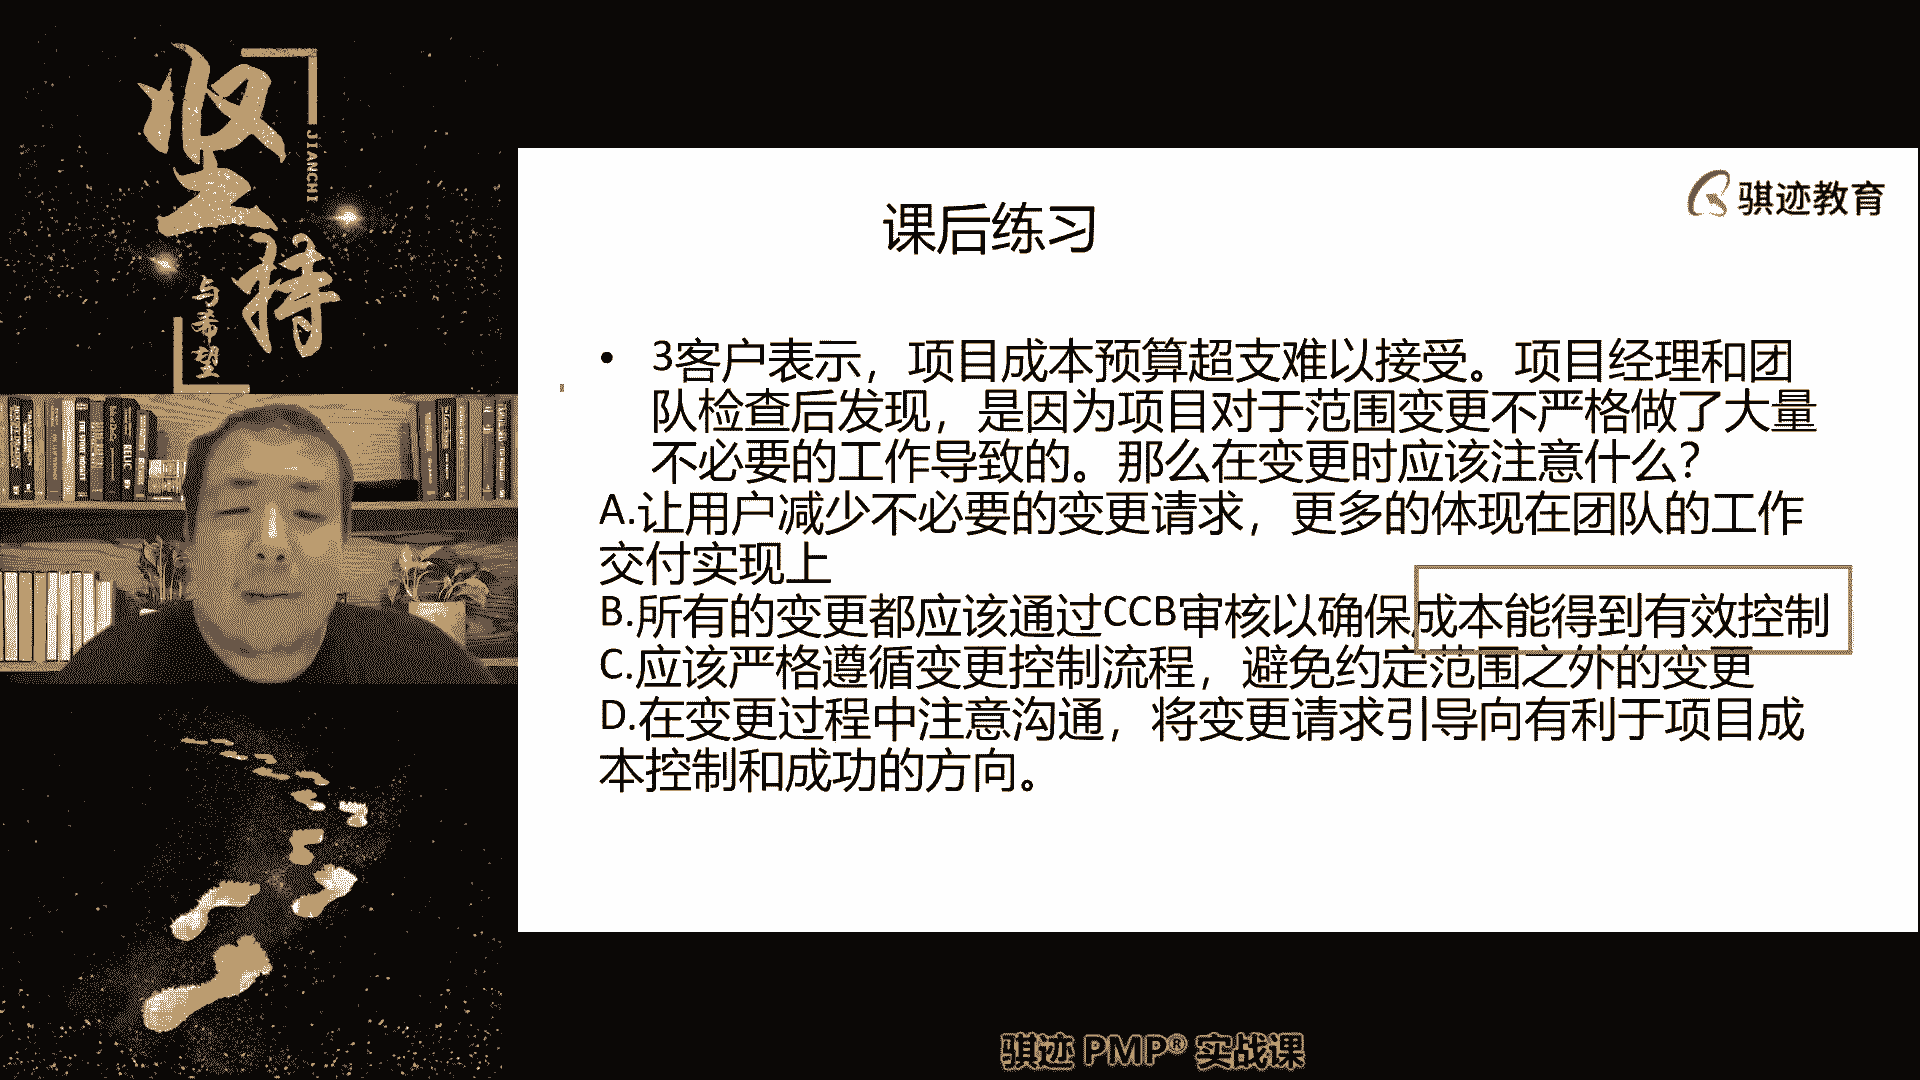 坚持
JIANCHI
与希望
骐迹教育
课后练习
• 3客户表示，项目成本预算超支难以接受。项目经理和团
队检查后发现，是因为项目对于范围变更不严格做了大量
不必要的工作导致的。那么在变更时应该注意什么？
A.让用户减少不必要的变更请求，更多的体现在团队的工作
交付实现上
B.所有的变更都应该通过CCB审核以确保成本能得到有效控制
C.应该严格遵循变更控制流程，避免约定范围之外的变更
D.在变更过程中注意沟通，将变更请求引导向有利于项目成
本控制和成功的方向。
骐迹 PMP® 实战课